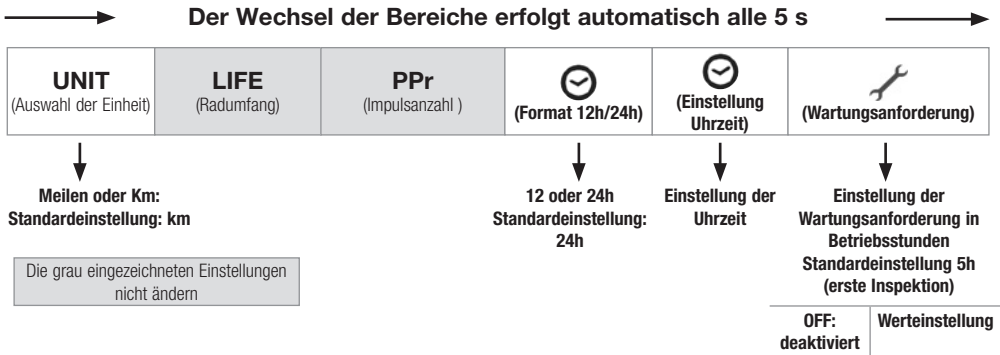 Der Wechsel der Bereiche erfolgt automatisch alle 5 s
UNIT
(Auswahl der Einheit)
LIFE
(Radumfang)
PPr
(Impulsanzahl )
(Format 12h/24h)
(Einstellung
Uhrzeit)
(Wartungsanforderung)
Meilen oder Km:
Standardeinstellung: km
12 oder 24h
Standardeinstellung:
24h
Einstellung der
Uhrzeit
Einstellung der
Wartungsanforderung in
Betriebsstunden
Standardeinstellung 5h
(erste Inspektion)
Die grau eingezeichneten Einstellungen
nicht ändern
OFF:
deaktiviert
Werteinstellung